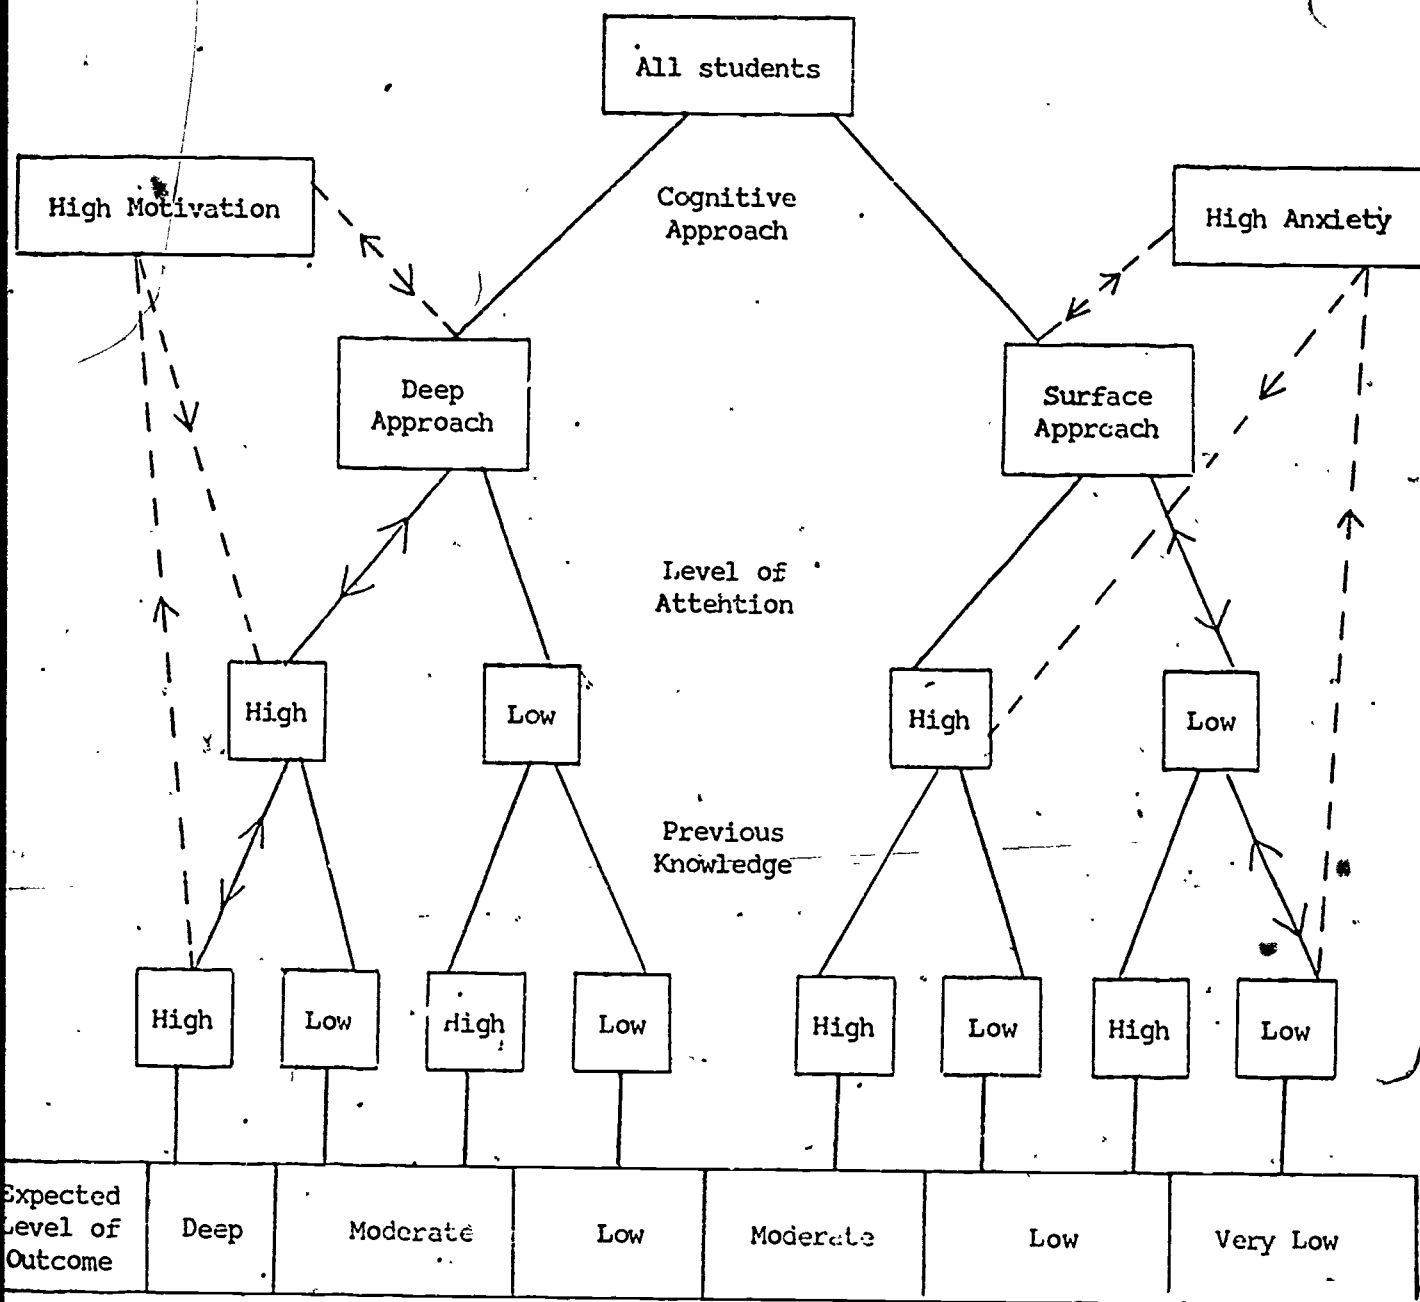 All students
High Motivation
Cognitive
Approach
High Anxiety
Deep
Approach
Surface
Approach
Level of
Attention
High
Low
High
Low
Previous
Knowledge
High
Low
High
Low
High
Low
High
Low
Expected
Level of
Outcome
Deep
Moderate
Low
Moderate
Low
Very Low